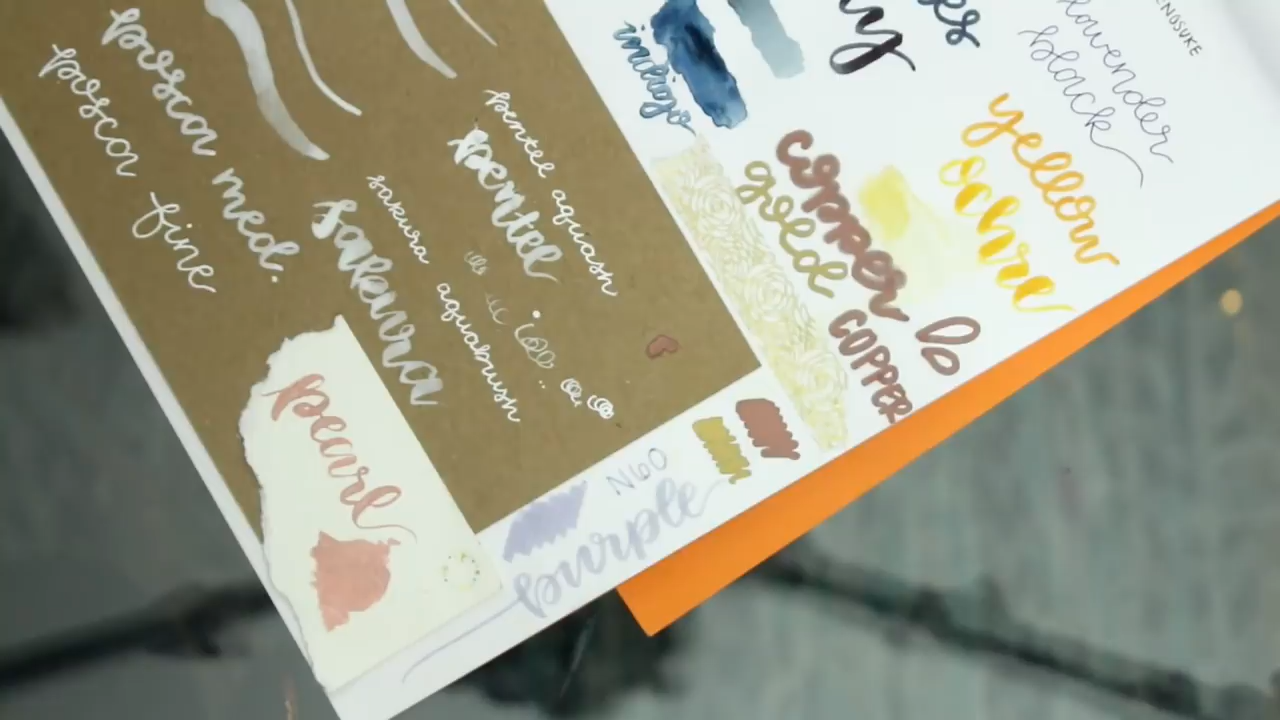 posca med.
posca fine
pentel aquash
pentel
sakura aquabrush
sakura
pearl
N60
purple
indigo
copper
gold
COPPER
lavender
black
yellow
ochre